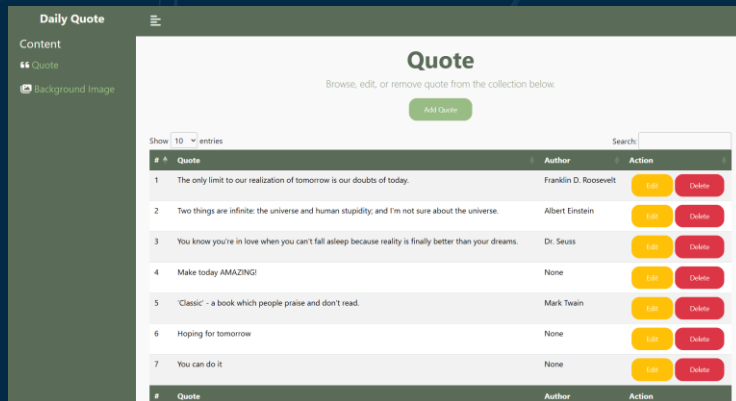 Daily Quote
Content
Quote
Background Image
Quote
Browse, edit, or remove quote from the collection below.
Add Quote
Show 10 entries
Search:
# Quote Author Action
1 The only limit to our realization of tomorrow is our doubts of today. Franklin D. Roosevelt Edit Delete
2 Two things are infinite: the universe and human stupidity; and I'm not sure about the universe. Albert Einstein Edit Delete
3 You know you're in love when you can't fall asleep because reality is finally better than your dreams. Dr. Seuss Edit Delete
4 Make today AMAZING! None Edit Delete
5 'Classic' - a book which people praise and don't read. Mark Twain Edit Delete
6 Hoping for tomorrow None Edit Delete
7 You can do it None Edit Delete
# Quote Author Action